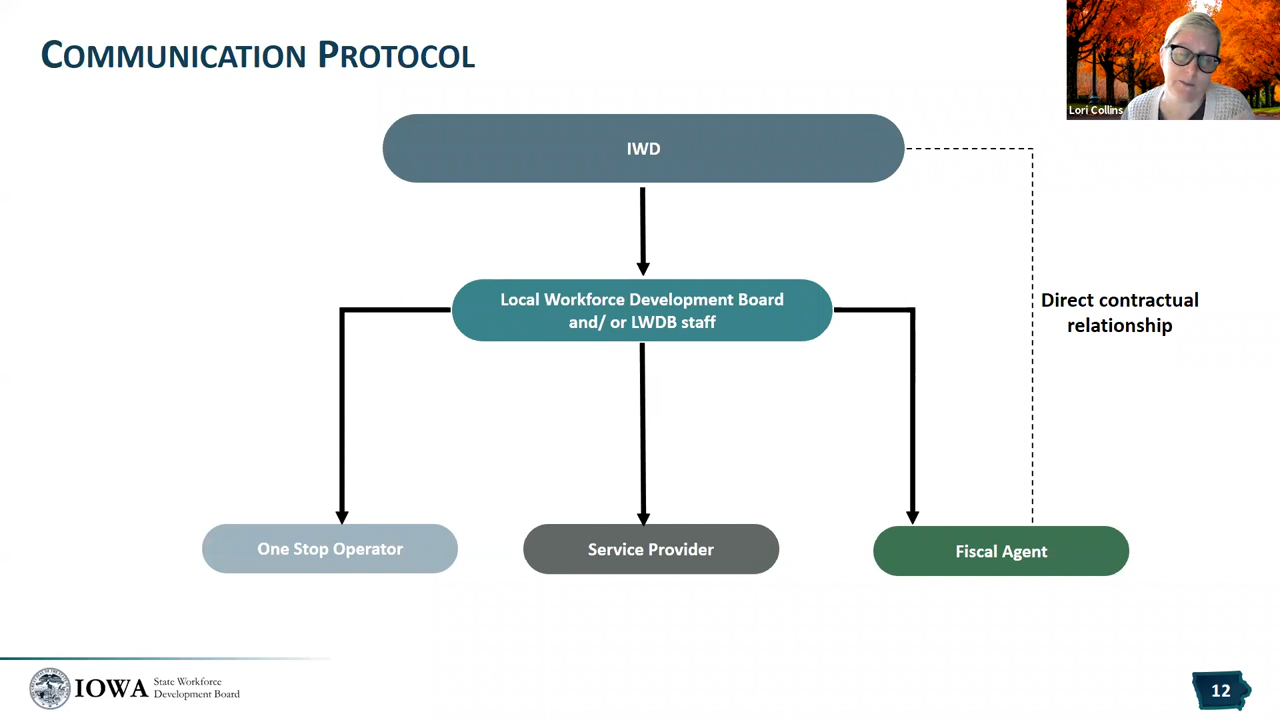 COMMUNICATION PROTOCOL
Lori Collins
IWD
Local Workforce Development Board
and/ or LWDB staff
Direct contractual
relationship
One Stop Operator
Service Provider
Fiscal Agent
IOWA
State Workforce
Development Board
12